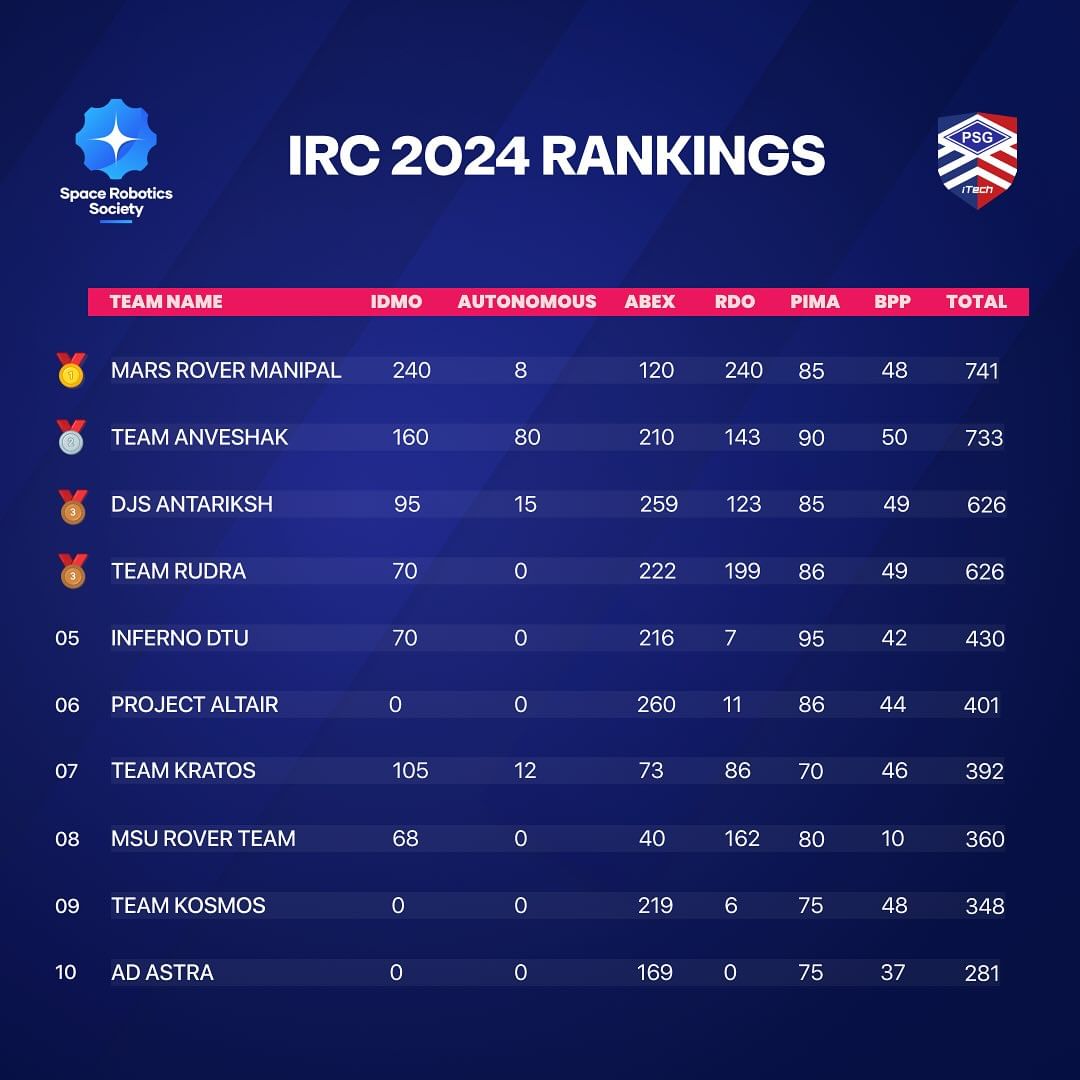 Space Robotics
Society
IRC 2024 RANKINGS
PSG
iTech
TEAM NAME IDMO AUTONOMOUS ABEX RDO PIMA BPP TOTAL
1 MARS ROVER MANIPAL 240 8 120 240 85 48 741
2 TEAM ANVESHAK 160 80 210 143 90 50 733
3 DJS ANTARIKSH 95 15 259 123 85 49 626
3 TEAM RUDRA 70 0 222 199 86 49 626
05 INFERNO DTU 70 0 216 7 95 42 430
06 PROJECT ALTAIR 0 0 260 11 86 44 401
07 TEAM KRATOS 105 12 73 86 70 46 392
08 MSU ROVER TEAM 68 0 40 162 80 10 360
09 TEAM KOSMOS 0 0 219 6 75 48 348
10 AD ASTRA 0 0 169 0 75 37 281